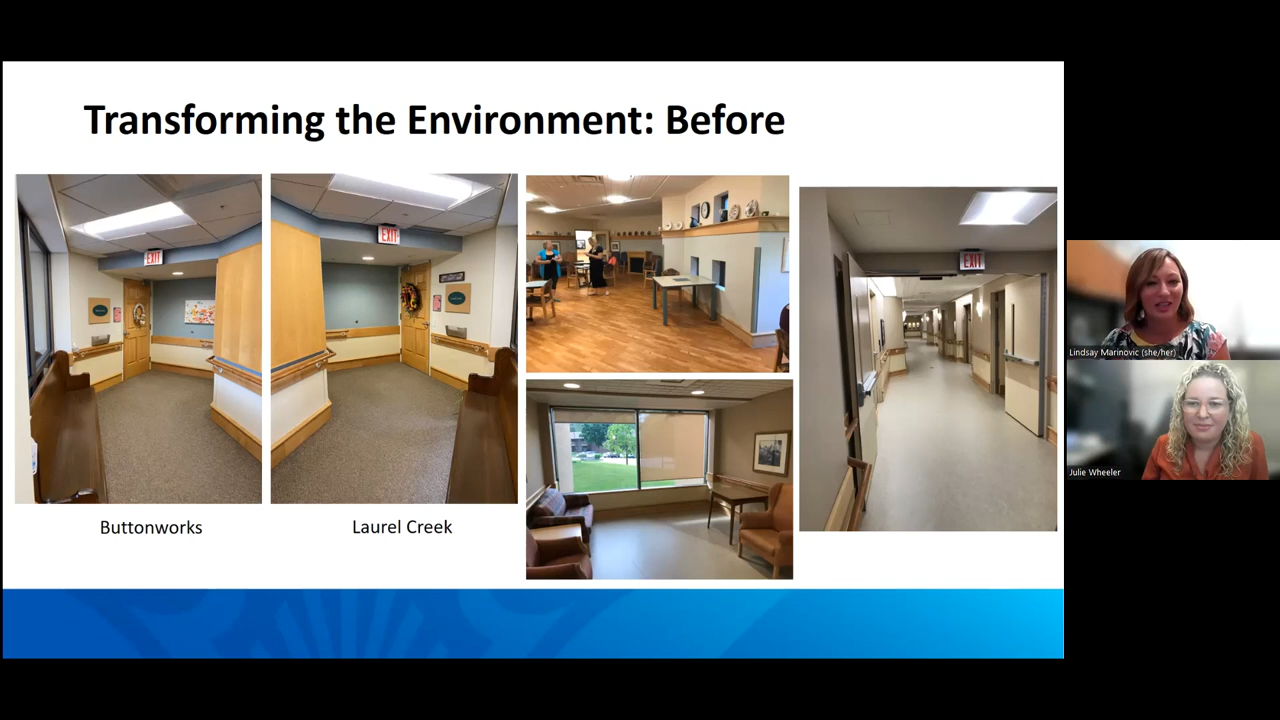 Transforming the Environment: Before
EXIT
EXIT
EXIT
Buttonworks
Laurel Creek
Lindsay Marinovic (she/her)
Julie Wheeler